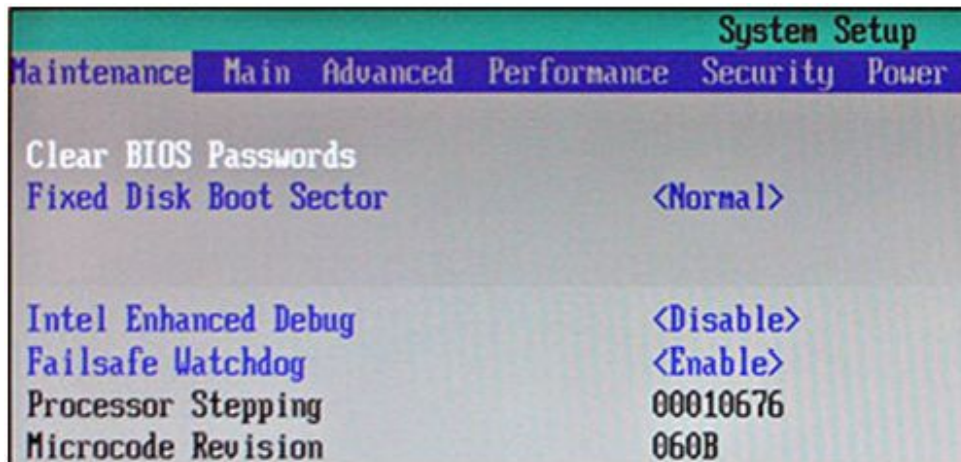 System Setup
Maintenance Main Advanced Performance Security Power
Clear BIOS Passwords
Fixed Disk Boot Sector <Normal>
Intel Enhanced Debug <Disable>
Failsafe Watchdog <Enable>
Processor Stepping 00010676
Microcode Revision 060B